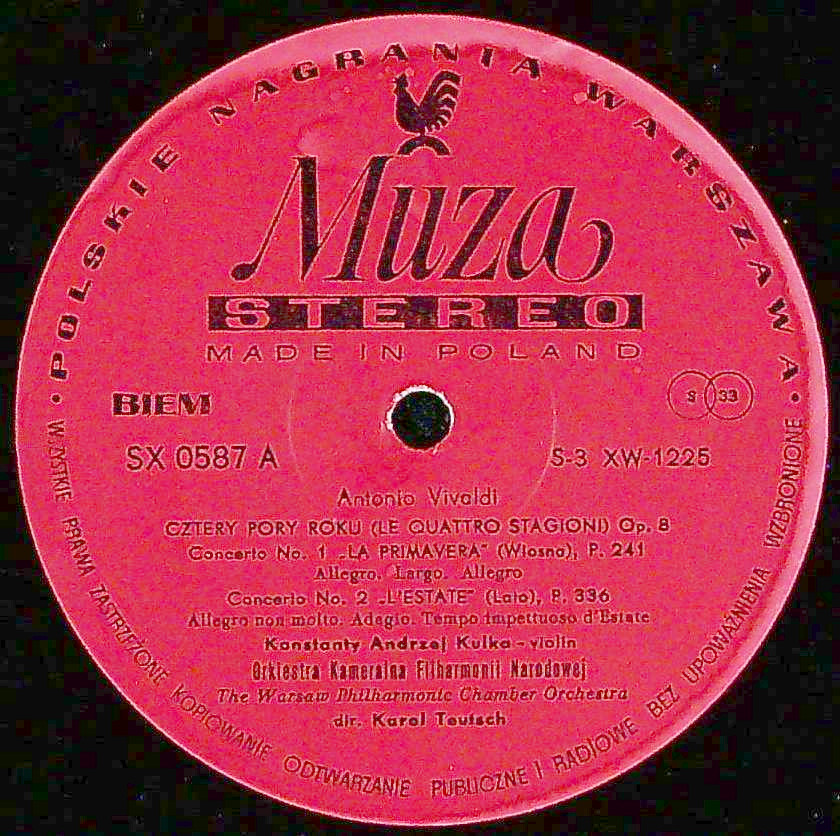 • POLSKIE NAGRANIA WARSZAWA •
Muza
STEREO
MADE IN POLAND
BIEM
S 33
SX 0587 A
S-3 XW-1225
Antonio Vivaldi
CZTERY PORY ROKU (LE QUATTRO STAGIONI) Op. 8
Concerto No. 1 „LA PRIMAVERA" (Wiosna), P. 241
Allegro. Largo. Allegro
Concerto No. 2 „L'ESTATE" (Lato), P. 336
Allegro non molto. Adagio. Tempo impettuoso d'Estate
Konstanty Andrzej Kulka - violin
Orkiestra Kameralna Filharmonii Narodowej
The Warsaw Philharmonic Chamber Orchestra
dir. Karol Teutsch
WSZYSTKIE PRAWA ZASTRZEŻONE KOPIOWANIE ODTWARZANIE PUBLICZNE I RADIOWE BEZ UPOWAŻNIENIA WZBRONIONE